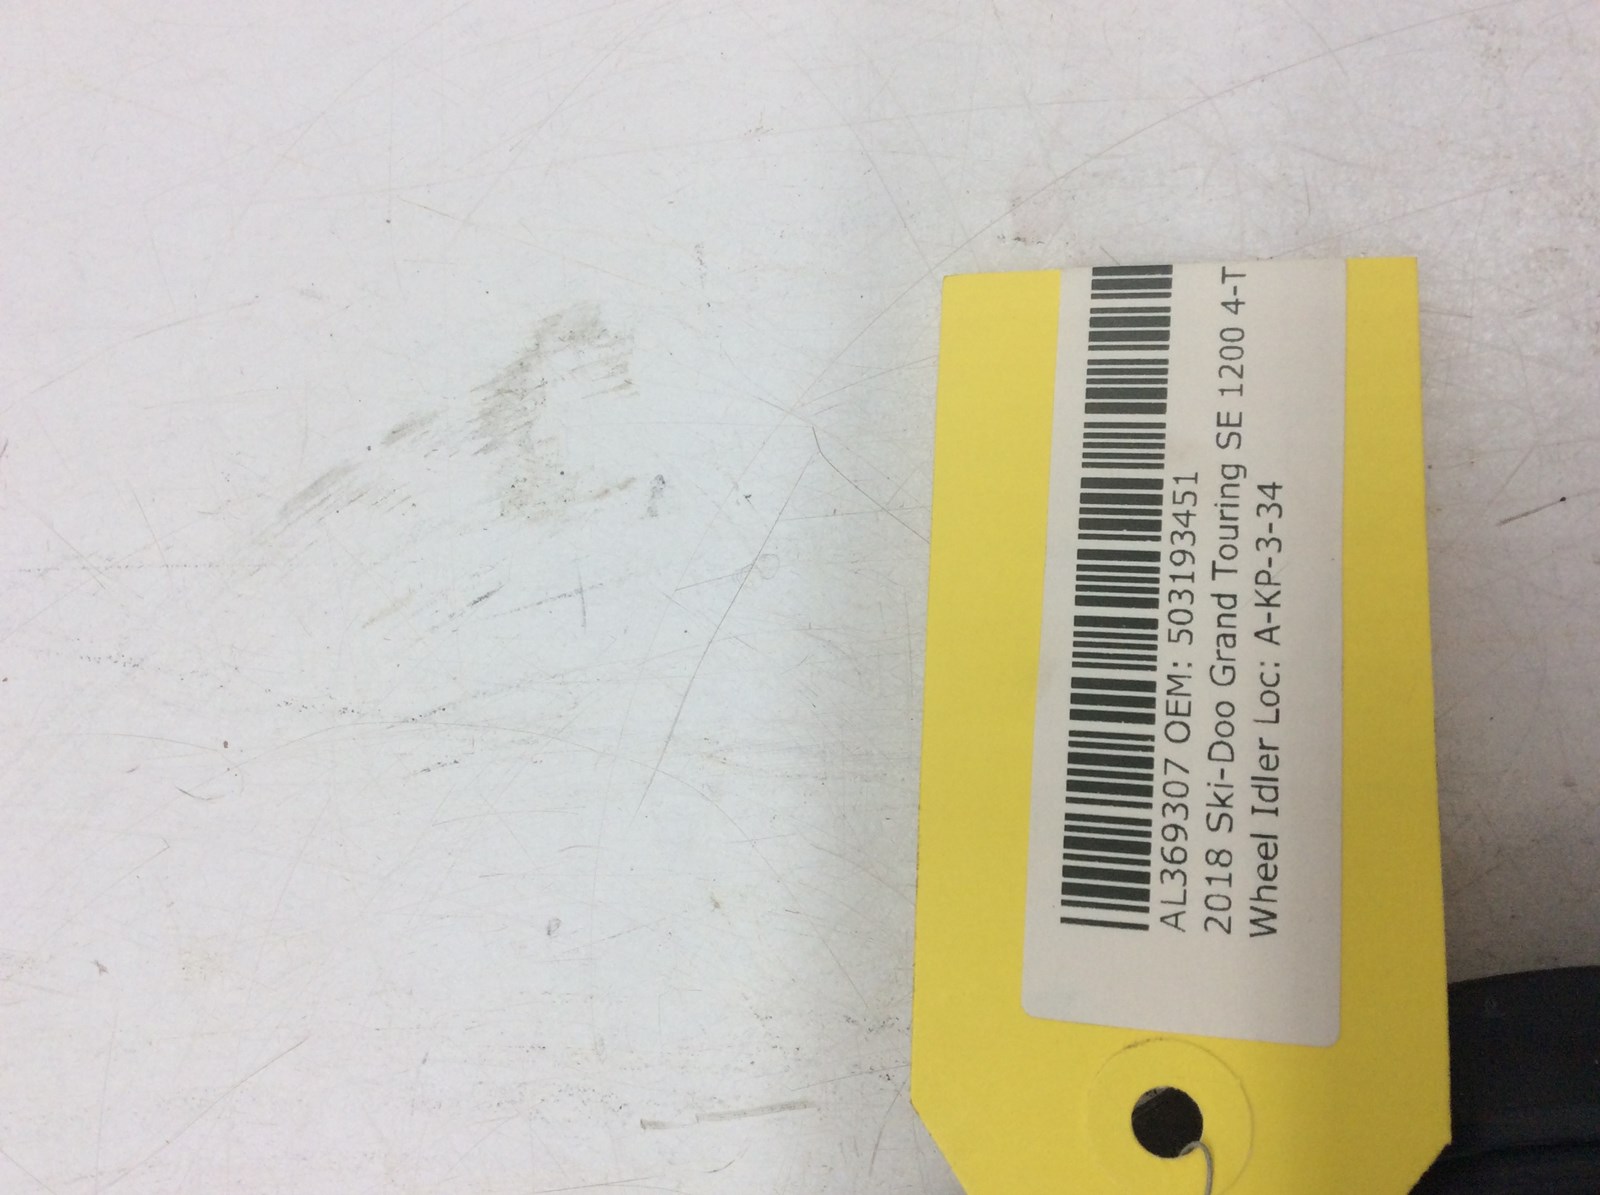 AL369307 OEM: 503193451
2018 Ski-Doo Grand Touring SE 1200 4-T
Wheel Idler Loc: A-KP-3-34